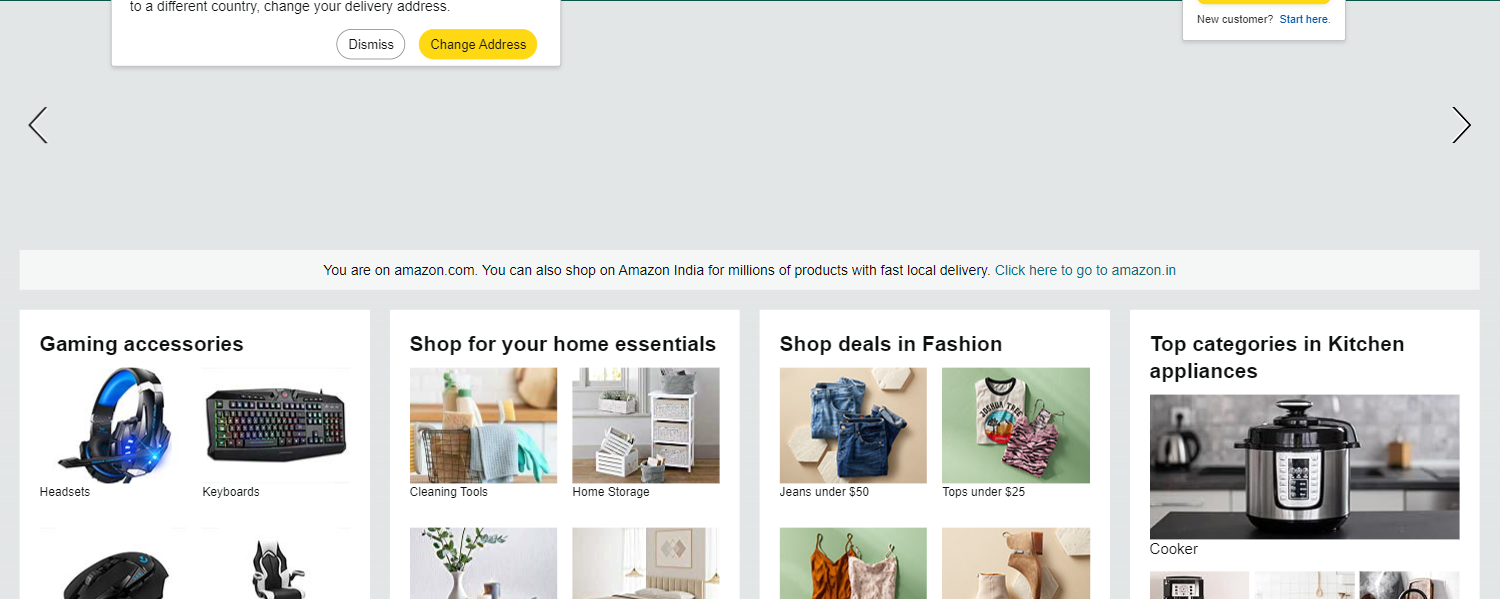 to a different country, change your delivery address.
Dismiss
Change Address
New customer? Start here.
You are on amazon.com. You can also shop on Amazon India for millions of products with fast local delivery. Click here to go to amazon.in
Gaming accessories
Headsets
Keyboards
Shop for your home essentials
Cleaning Tools
Home Storage
Shop deals in Fashion
JOSHUA TREE
Jeans under $50
Tops under $25
Top categories in Kitchen
appliances
Cooker